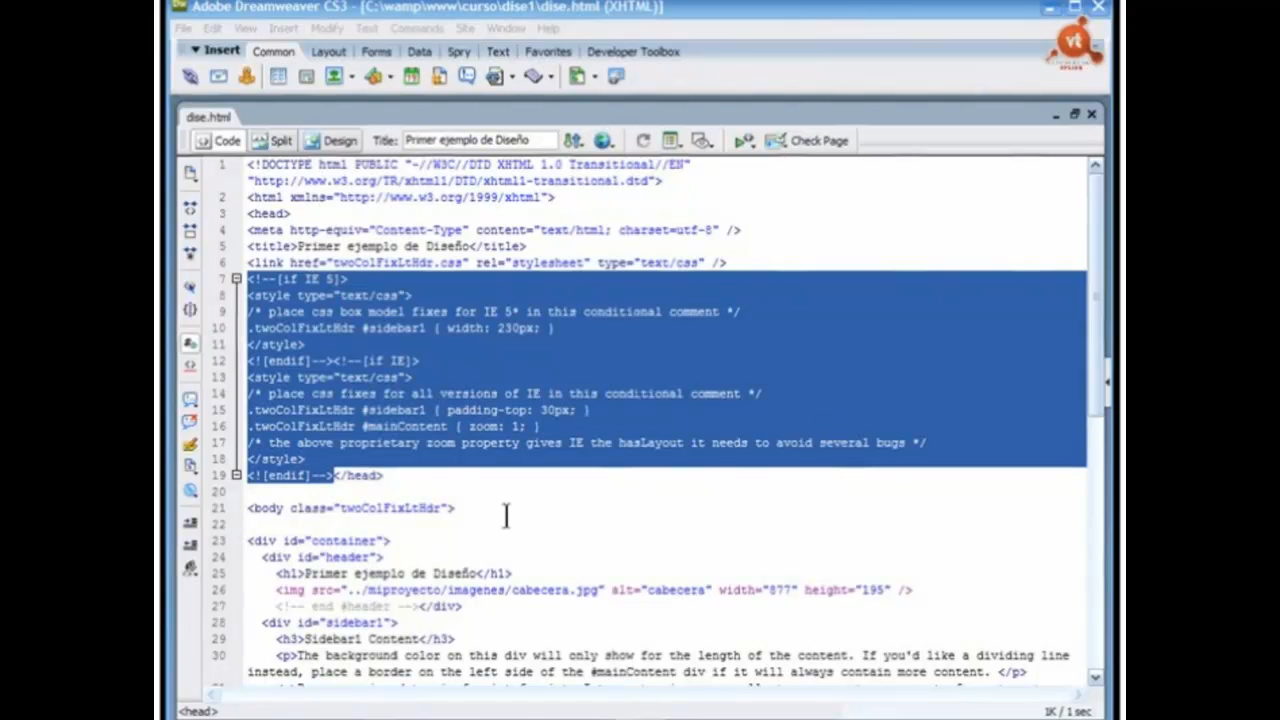 Adobe Dreamweaver CS3 - [C:\wamp\www\curso\dise1\dise.html (XHTML)]
File Edit View Insert Modify Text Commands Site Window Help
vt
Insert Common Layout Forms Data Spry Text Favorites Developer Toolbox
dise.html
Code Split Design Title: Primer ejemplo de Diseño Check Page
1 <!DOCTYPE html PUBLIC "-//W3C//DTD XHTML 1.0 Transitional//EN"
"http://www.w3.org/TR/xhtml1/DTD/xhtml1-transitional.dtd">
2 <html xmlns="http://www.w3.org/1999/xhtml">
3 <head>
4 <meta http-equiv="Content-Type" content="text/html; charset=utf-8" />
5 <title>Primer ejemplo de Diseño</title>
6 <link href="twoColFixLtHdr.css" rel="stylesheet" type="text/css" />
7 <!--[if IE 5]>
8 <style type="text/css">
9 /* place css box model fixes for IE 5* in this conditional comment */
10 .twoColFixLtHdr #sidebar1 { width: 230px; }
11 </style>
12 <![endif]--><!--[if IE]>
13 <style type="text/css">
14 /* place css fixes for all versions of IE in this conditional comment */
15 .twoColFixLtHdr #sidebar1 { padding-top: 30px; }
16 .twoColFixLtHdr #mainContent { zoom: 1; }
17 /* the above proprietary zoom property gives IE the hasLayout it needs to avoid several bugs */
18 </style>
19 <![endif]--></head>
20
21 <body class="twoColFixLtHdr">
22
23 <div id="container">
24 <div id="header">
25 <h1>Primer ejemplo de Diseño</h1>
26 <img src="../miproyecto/imagenes/cabecera.jpg" alt="cabecera" width="877" height="195" />
27 <!-- end #header --></div>
28 <div id="sidebar1">
29 <h3>Sidebar1 Content</h3>
30 <p>The background color on this div will only show for the length of the content. If you'd like a dividing line
instead, place a border on the left side of the #mainContent div if it will always contain more content. </p>
<head> 1K / 1 sec